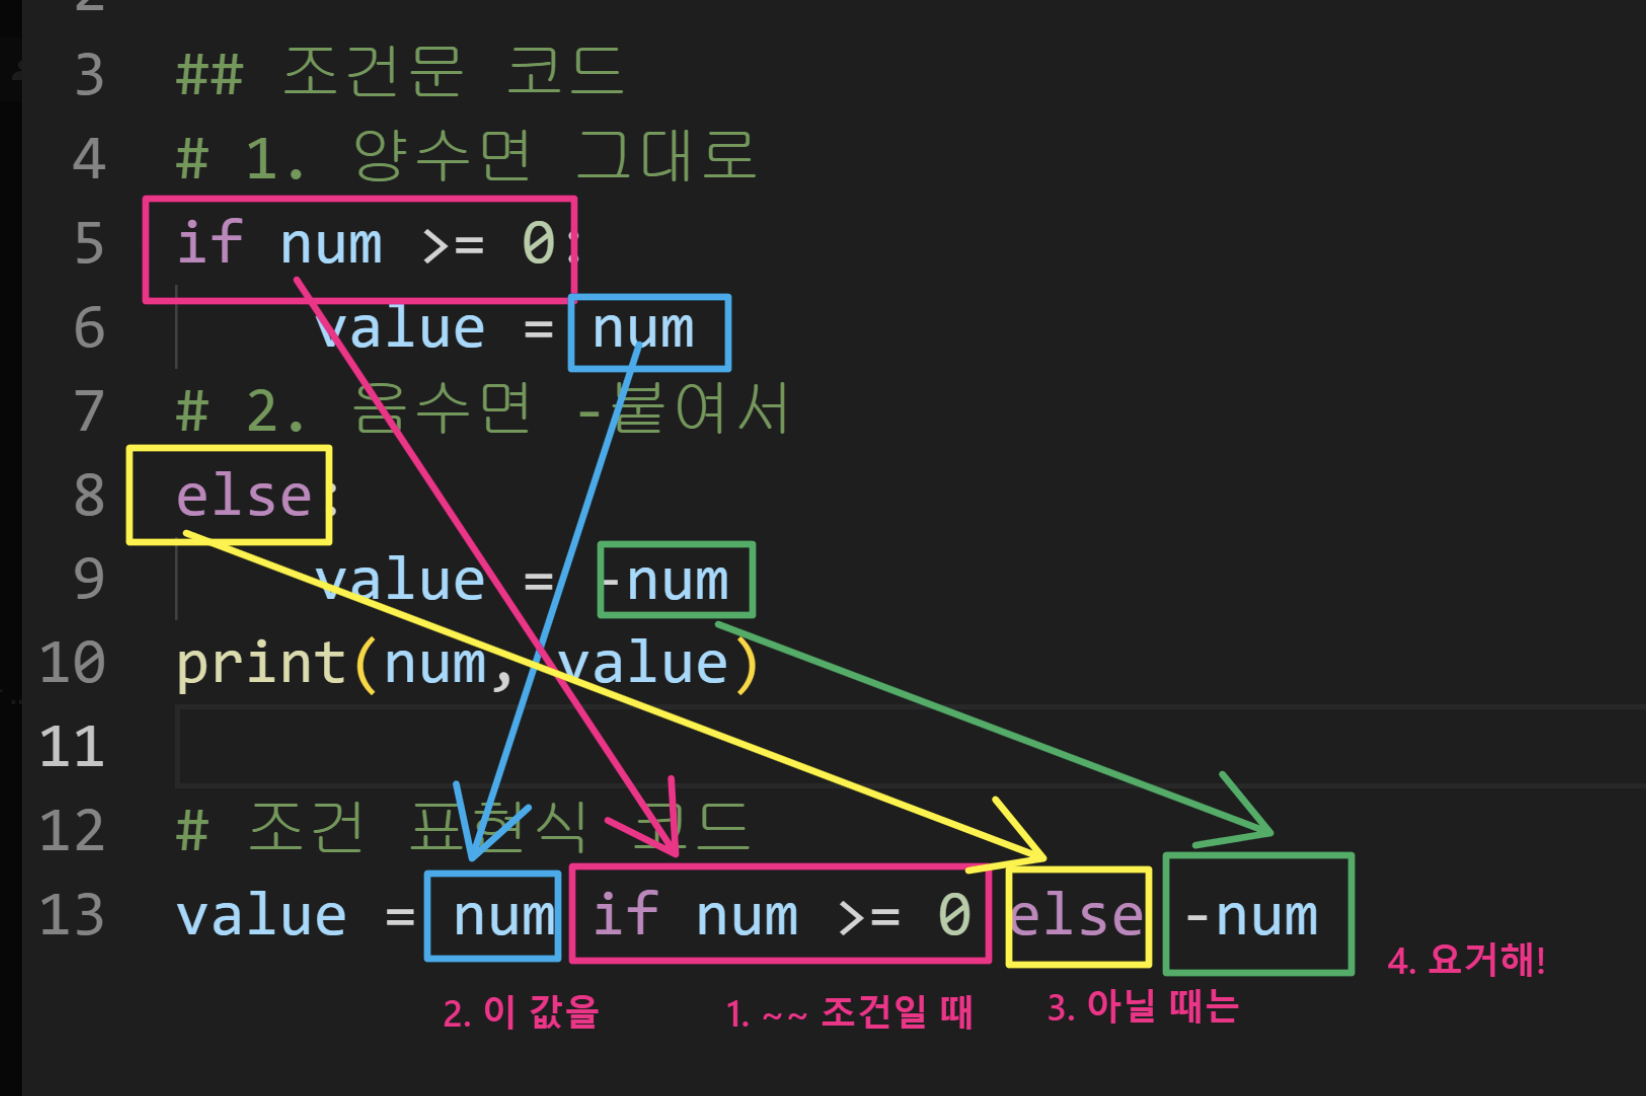 3 ## 조건문 코드
4 # 1. 양수면 그대로
5 if num >= 0:
6 value = num
7 # 2. 음수면 -붙여서
8 else:
9 value = -num
10 print(num, value)
11
12 # 조건 표현식 코드
13 value = num if num >= 0 else -num
2. 이 값을 1. ~~ 조건일 때 3. 아닐 때는 4. 요거해!